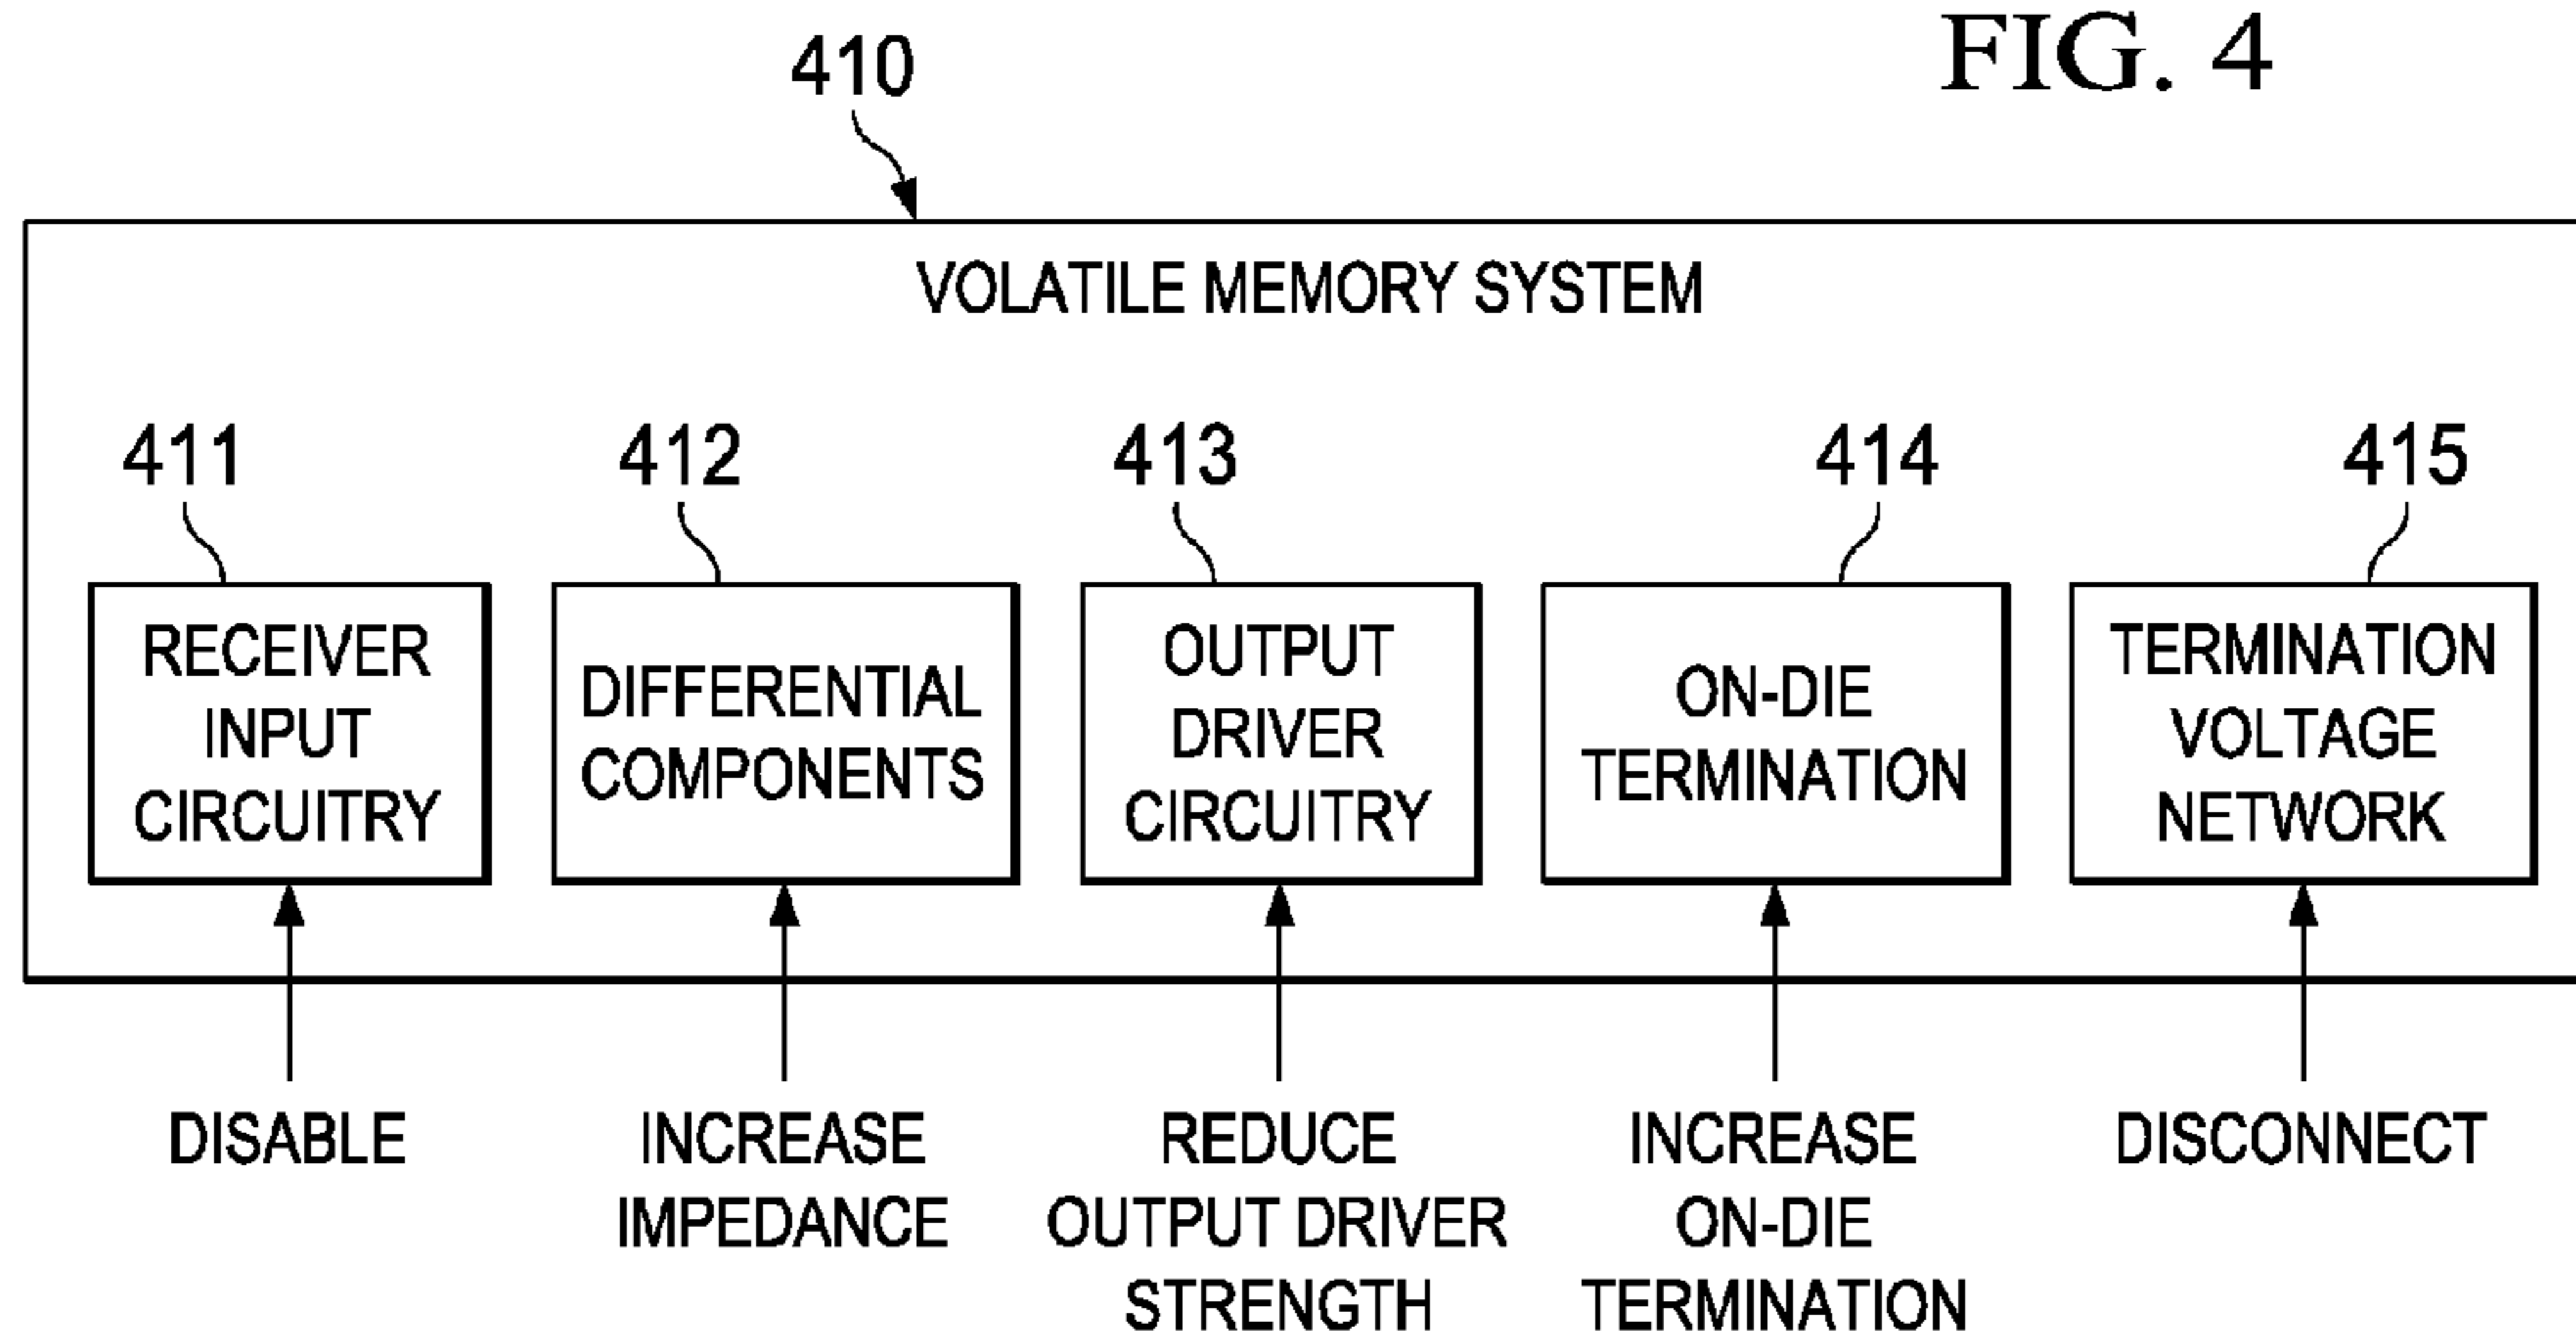 FIG. 4
410
VOLATILE MEMORY SYSTEM
411
412
413
414
415
RECEIVER
INPUT
CIRCUITRY
DIFFERENTIAL
COMPONENTS
OUTPUT
DRIVER
CIRCUITRY
ON-DIE
TERMINATION
TERMINATION
VOLTAGE
NETWORK
DISABLE
INCREASE
IMPEDANCE
REDUCE
OUTPUT DRIVER
STRENGTH
INCREASE
ON-DIE
TERMINATION
DISCONNECT